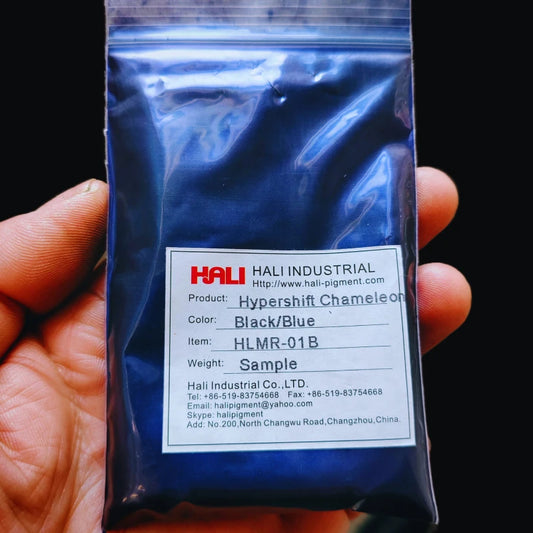 HALI HALI INDUSTRIAL
Http://www.hali-pigment.com
Product: Hypershift Chameleon
Color: Black/Blue
Item: HLMR-01B
Weight: Sample
Hali Industrial Co.,LTD.
Tel: +86-519-83754668 Fax: +86-519-83754668
Email: halipigment@yahoo.com
Skype: halipigment
Add: No.200,North Changwu Road,Changzhou,China.